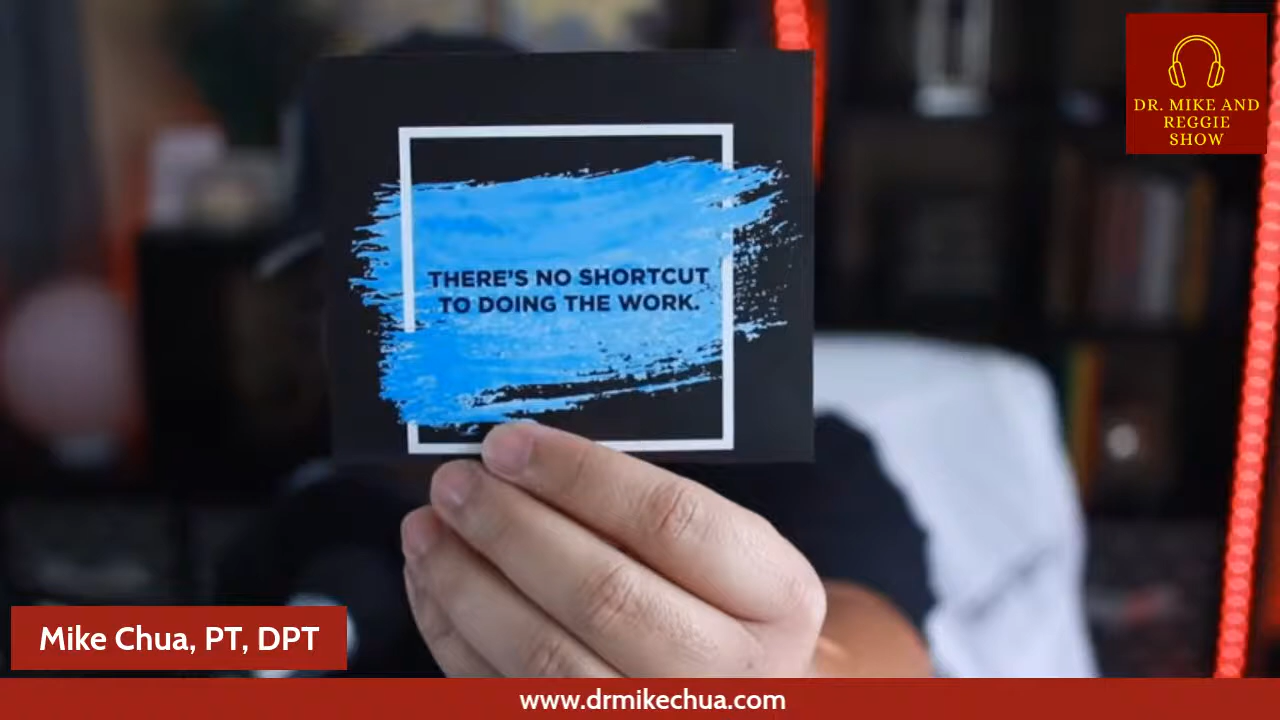 DR. MIKE AND
REGGIE
SHOW
THERE'S NO SHORTCUT
TO DOING THE WORK.
Mike Chua, PT, DPT
www.drmikechua.com